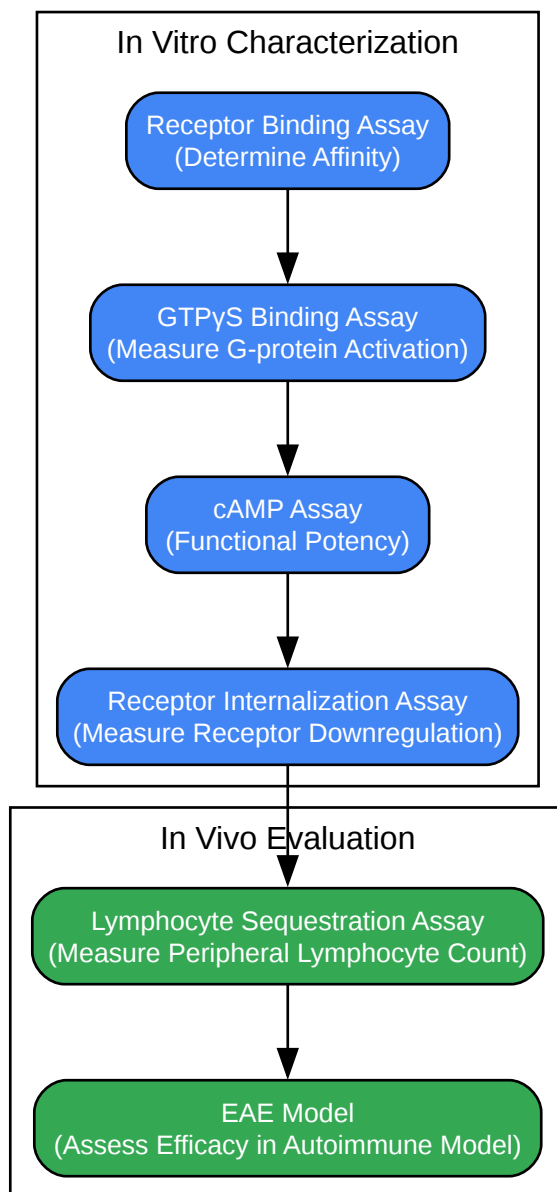 In Vitro Characterization
Receptor Binding Assay
(Determine Affinity)
GTPγS Binding Assay
(Measure G-protein Activation)
cAMP Assay
(Functional Potency)
Receptor Internalization Assay
(Measure Receptor Downregulation)
In Vivo Evaluation
Lymphocyte Sequestration Assay
(Measure Peripheral Lymphocyte Count)
EAE Model
(Assess Efficacy in Autoimmune Model)